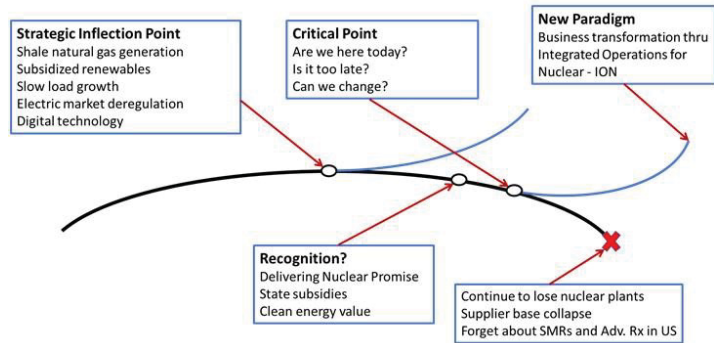 Strategic Inflection Point
Shale natural gas generation
Subsidized renewables
Slow load growth
Electric market deregulation
Digital technology
Critical Point
Are we here today?
Is it too late?
Can we change?
New Paradigm
Business transformation thru
Integrated Operations for
Nuclear - ION
Recognition?
Delivering Nuclear Promise
State subsidies
Clean energy value
Continue to lose nuclear plants
Supplier base collapse
Forget about SMRs and Adv. Rx in US